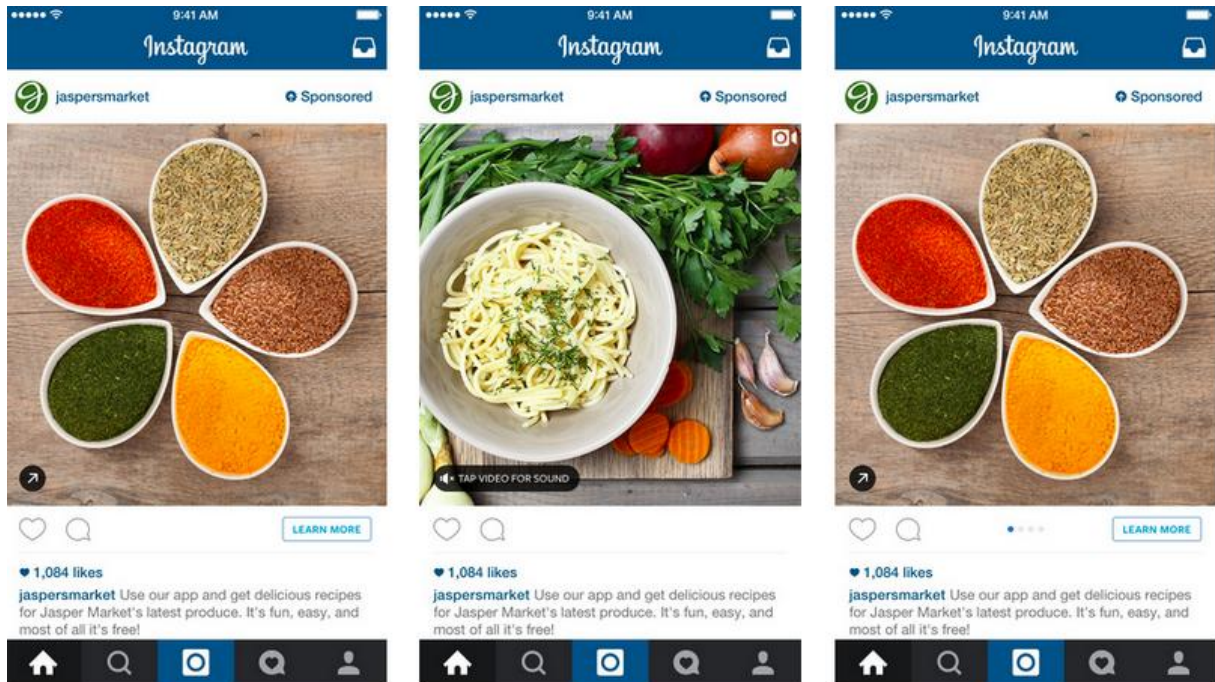 9:41 AM
Instagram
jaspersmarket Sponsored
LEARN MORE
1,084 likes
jaspersmarket Use our app and get delicious recipes
for Jasper Market's latest produce. It's fun, easy, and
most of all it's free!
9:41 AM
Instagram
jaspersmarket Sponsored
TAP VIDEO FOR SOUND
1,084 likes
jaspersmarket Use our app and get delicious recipes
for Jasper Market's latest produce. It's fun, easy, and
most of all it's free!
9:41 AM
Instagram
jaspersmarket Sponsored
LEARN MORE
1,084 likes
jaspersmarket Use our app and get delicious recipes
for Jasper Market's latest produce. It's fun, easy, and
most of all it's free!